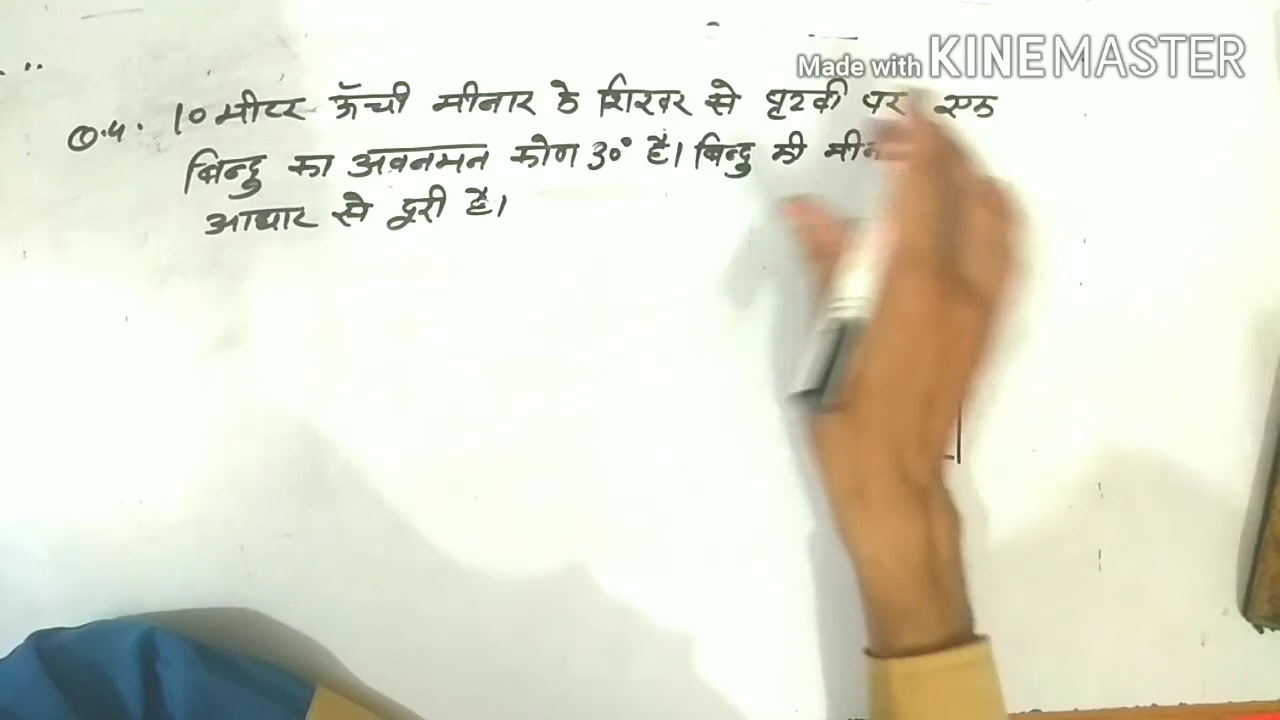 Made with KINEMASTER
Q.4. 10 मीटर ऊँची मीनार के शिखर से पृथ्वी पर एक
बिन्दु का अवनमन कोण 30° है। बिन्दु की
आधार से दूरी है।